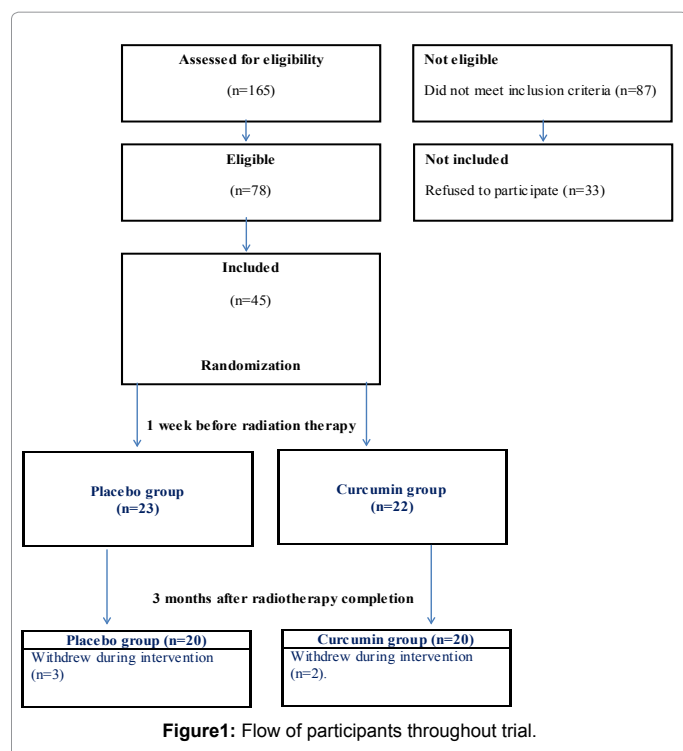 Assessed for eligibility
(n=165)
Not eligible
Did not meet inclusion criteria (n=87)
Eligible
(n=78)
Not included
Refused to participate (n=33)
Included
(n=45)
Randomization
1 week before radiation therapy
Placebo group
(n=23)
Curcumin group
(n=22)
3 months after radiotherapy completion
Placebo group (n=20)
Withdrew during intervention
(n=3)
Curcumin group (n=20)
Withdrew during intervention
(n=2).
Figure1: Flow of participants throughout trial.